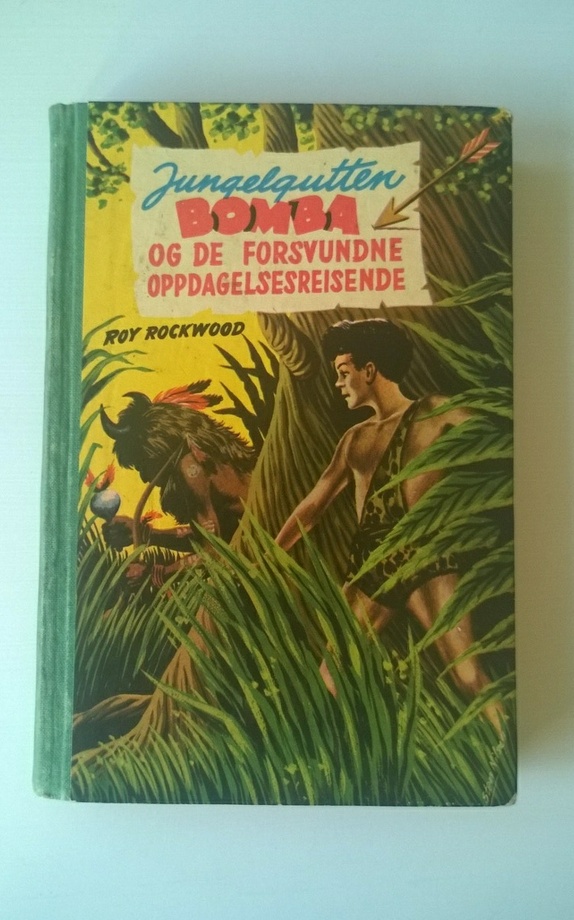 Jungelgutten
BOMBA
OG DE FORSVUNDNE
OPPDAGELSESREISENDE
ROY ROCKWOOD